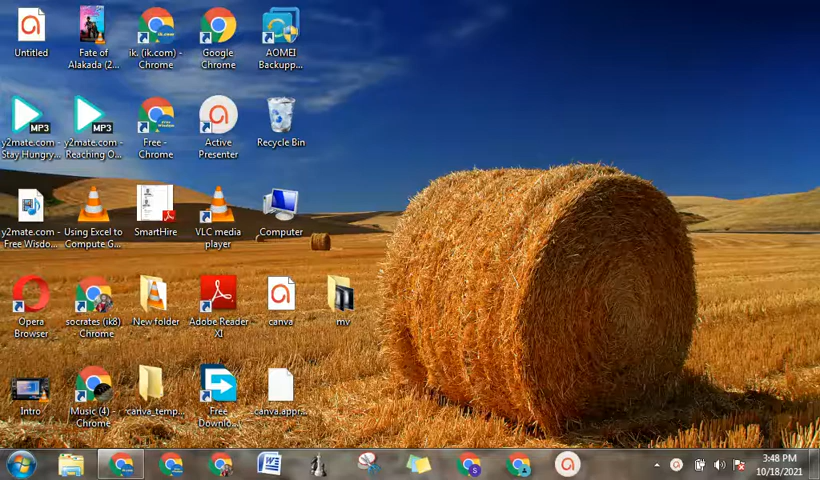 Untitled
Fate of
Alakada (2...
ik. (ik.com) -
Chrome
Google
Chrome
AOMEI
Backupp...
MP3
y2mate.com -
Stay Hungry...
MP3
y2mate.com -
Reaching O...
Free -
Chrome
Active
Presenter
Recycle Bin
y2mate.com -
Free Wisdo...
Using Excel to
Compute G...
SmartHire
VLC media
player
Computer
Opera
Browser
socrates (ik8)
- Chrome
New folder
Adobe Reader
XI
canva
mv
Intro
Music (4) -
Chrome
canva_temp...
Free
Downlo...
canva.appr...
3:48 PM
10/18/2021